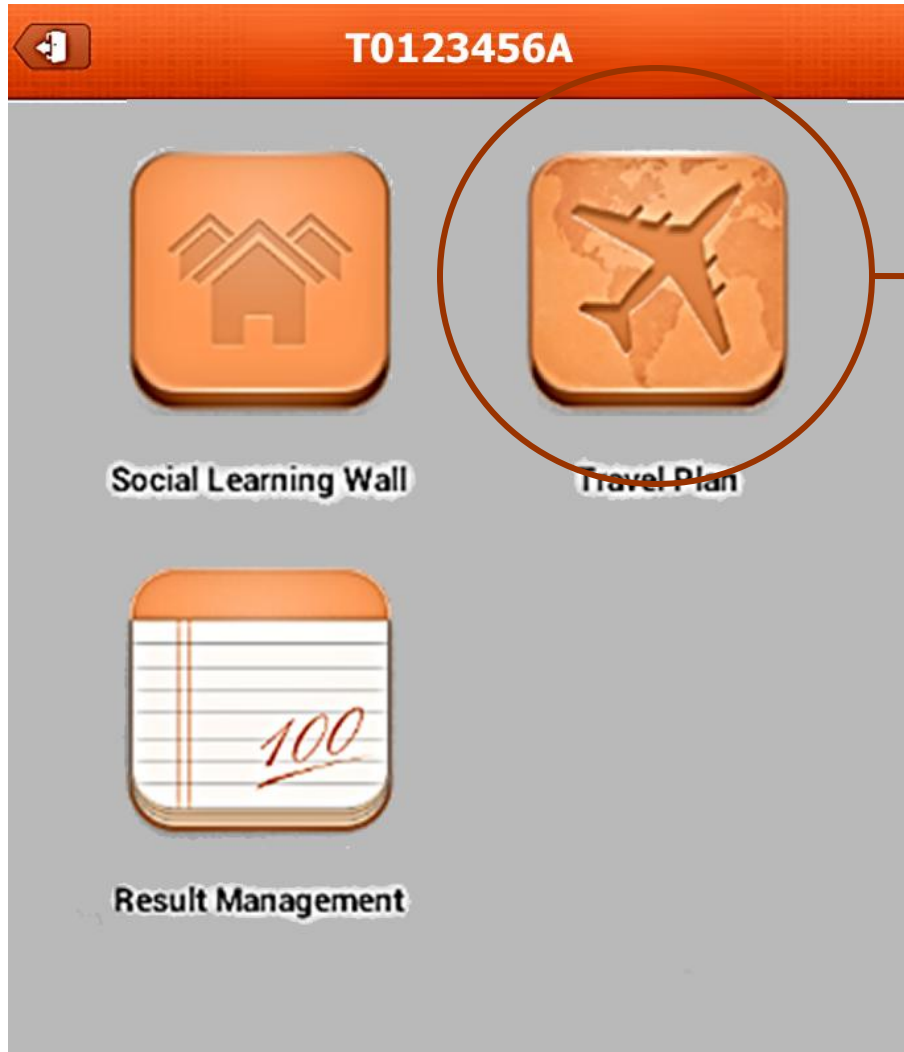 T0123456A
Social Learning Wall
Travel Plan
100
Result Management